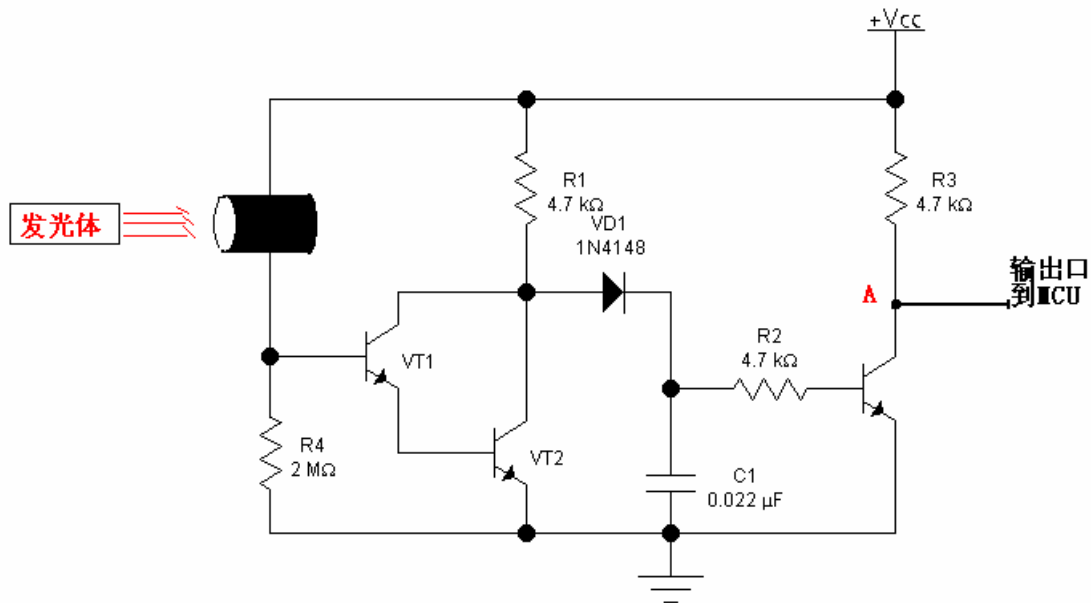 +Vcc
R1
4.7 kΩ
R3
4.7 kΩ
发光体
VD1
1N4148
输出口
到MCU
A
R2
4.7 kΩ
VT1
R4
2 MΩ
VT2
C1
0.022 µF